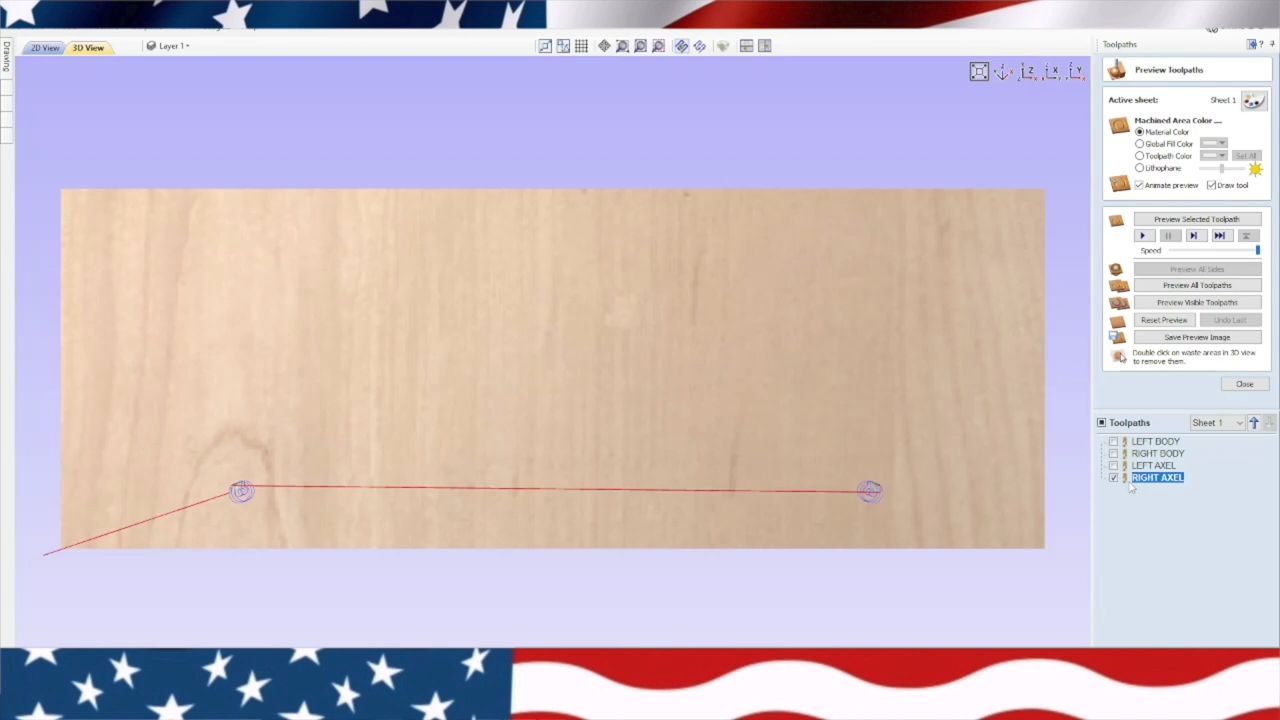 Drawing
2D View
3D View
Layer 1
Z
X
Y
Toolpaths
?
Preview Toolpaths
Active sheet: Sheet 1
Machined Area Color ....
Material Color
Global Fill Color
Toolpath Color
Set All
Lithophane
Animate preview
Draw tool
Preview Selected Toolpath
Speed
Preview All Sides
Preview All Toolpaths
Preview Visible Toolpaths
Reset Preview
Undo Last
Save Preview Image
Double click on waste areas in 3D view
to remove them.
Close
Toolpaths
Sheet 1
LEFT BODY
RIGHT BODY
LEFT AXEL
RIGHT AXEL